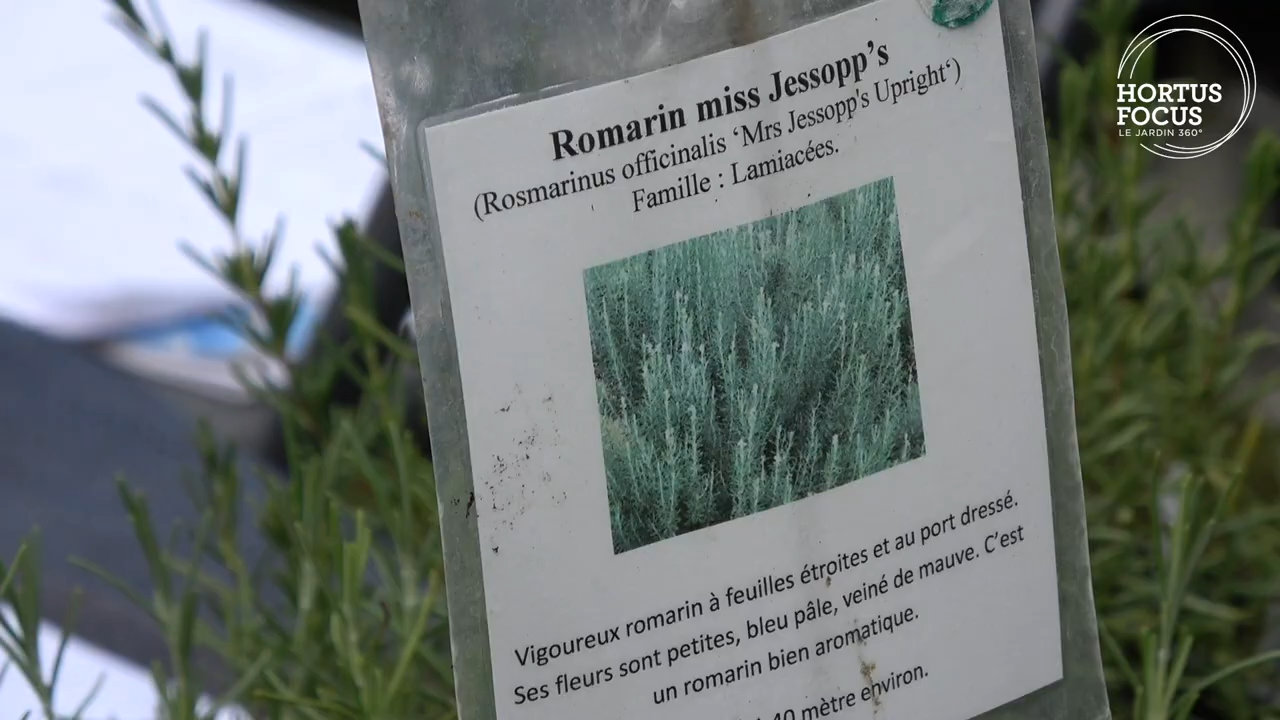 Romarin miss Jessopp's
(Rosmarinus officinalis ‘Mrs Jessopp's Upright‘)
Famille : Lamiacées.
Vigoureux romarin à feuilles étroites et au port dressé.
Ses fleurs sont petites, bleu pâle, veiné de mauve. C'est
un romarin bien aromatique.
40 mètre environ.
HORTUS
FOCUS
LE JARDIN 360°